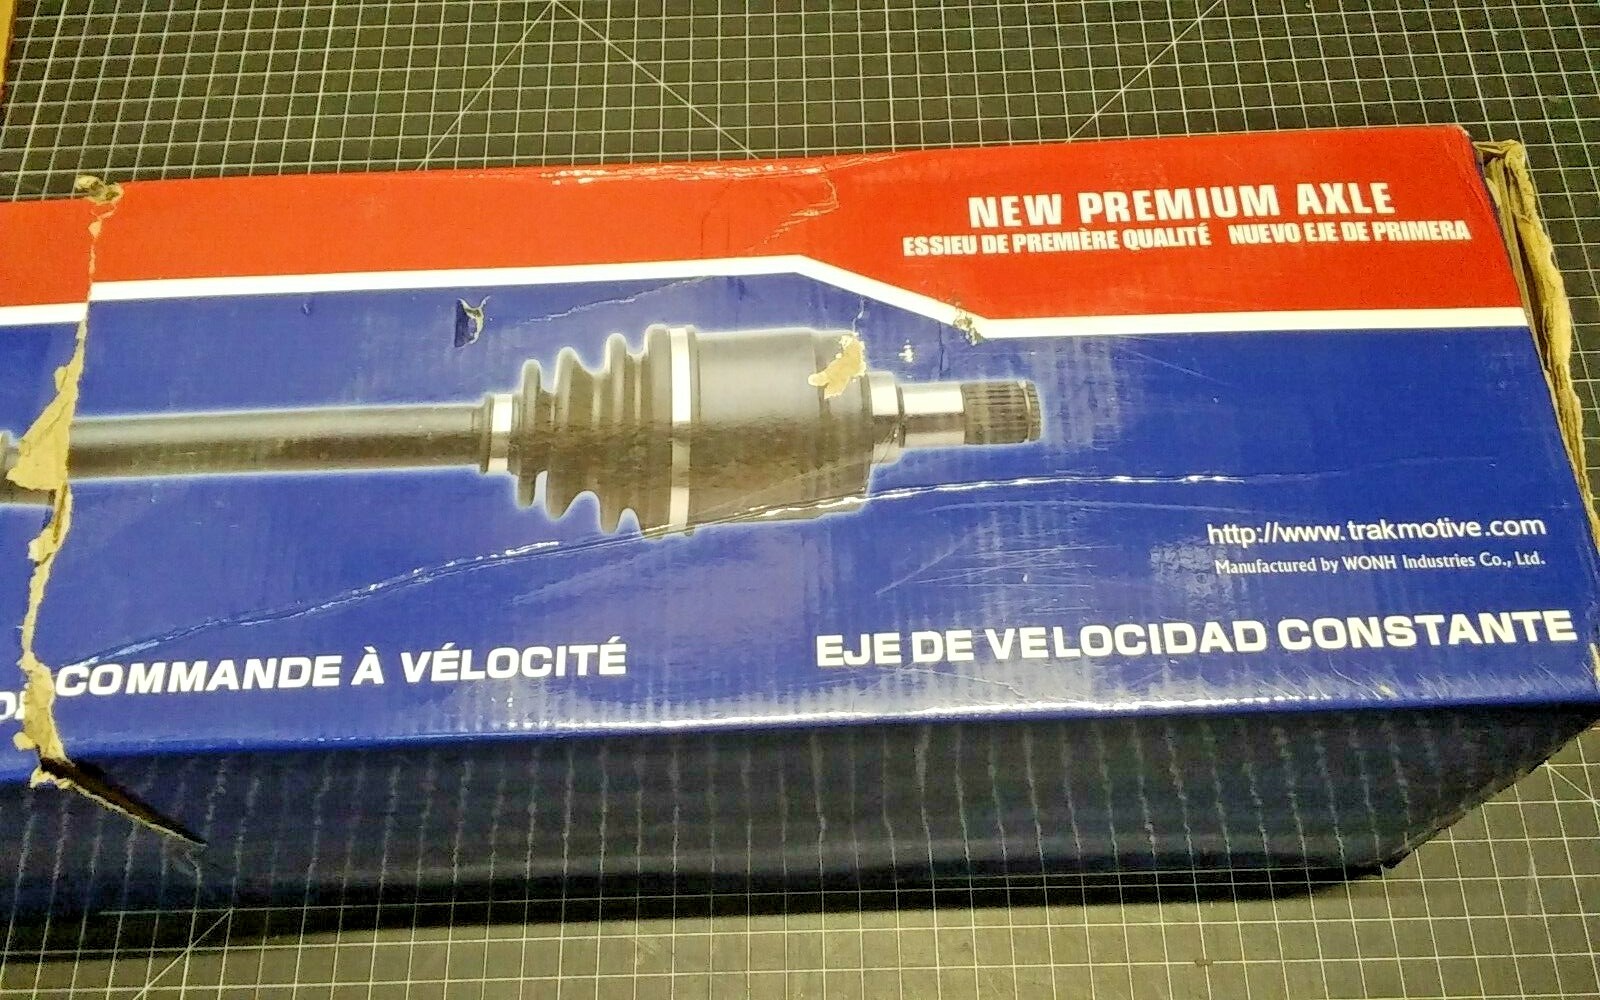 NEW PREMIUM AXLE
ESSIEU DE PREMIÈRE QUALITÉ NUEVO EJE DE PRIMERA
http://www.trakmotive.com
Manufactured by WONH Industries Co., Ltd.
COMMANDE À VÉLOCITÉ
EJE DE VELOCIDAD CONSTANTE